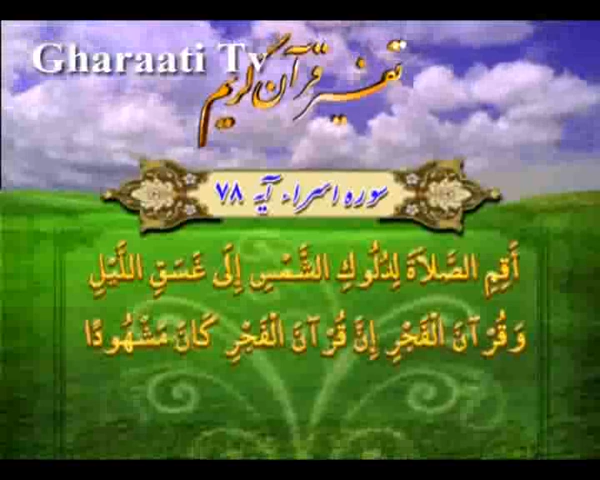 Gharaati Tv
تفسیر قرآن کریم
سوره اسراء آیه ۷۸
أَقِمِ الصَّلاَةَ لِدُلُوكِ الشَّمْسِ إِلَى غَسَقِ اللَّيْلِ
وَقُرْآنَ الْفَجْرِ إِنَّ قُرْآنَ الْفَجْرِ كَانَ مَشْهُودًا